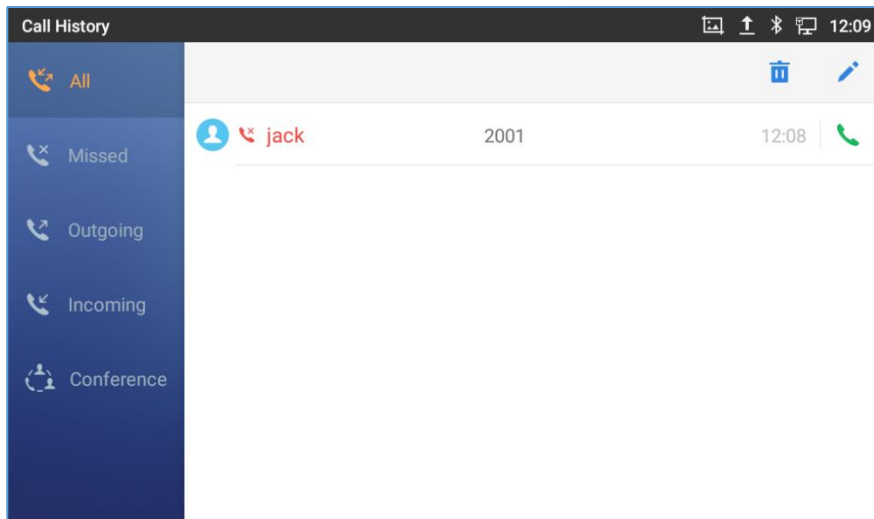 Call History 12:09
All
jack 2001 12:08
Missed
Outgoing
Incoming
Conference